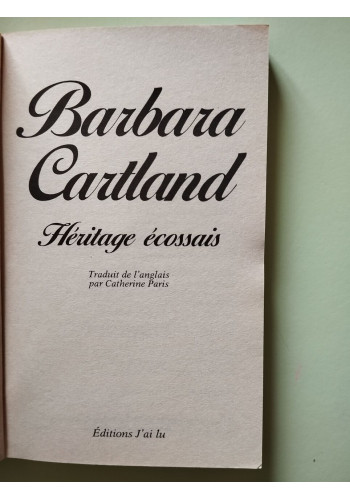 Barbara
Cartland
Héritage écossais
Traduit de l'anglais
par Catherine Paris
Éditions J'ai lu